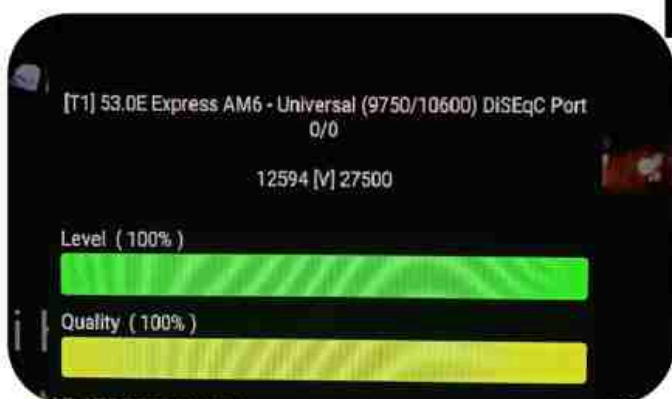 [T1] 53.0E Express AM6 - Universal (9750/10600) DiSEqC Port
0/0
12594 [V] 27500
Level ( 100% )
Quality ( 100% )